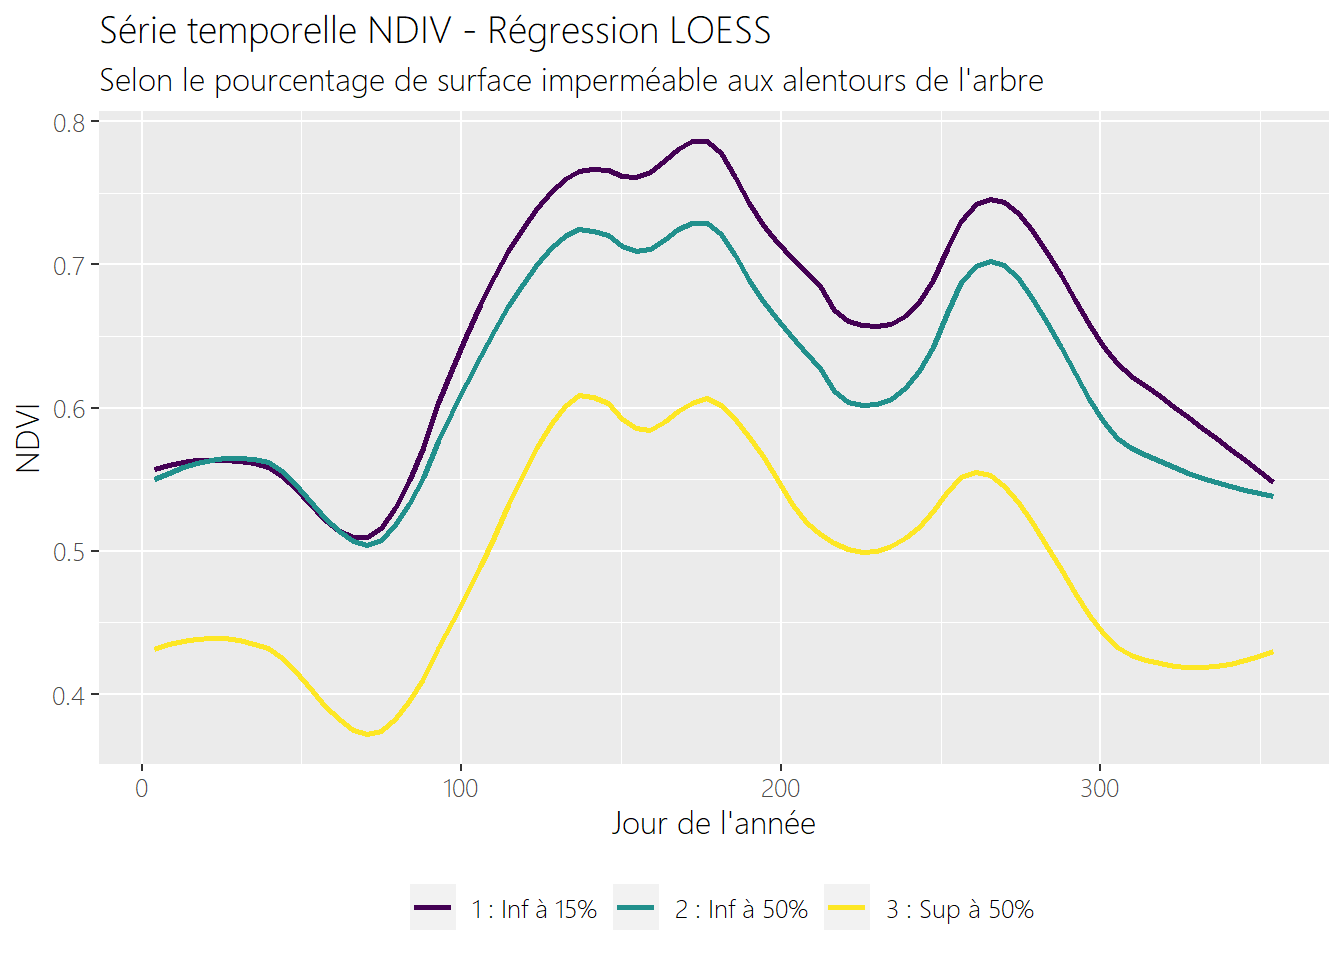 Série temporelle NDIV - Régression LOESS
Selon le pourcentage de surface imperméable aux alentours de l'arbre
0.8
0.7
0.6
0.5
0.4
NDVI
0 100 200 300
Jour de l'année
1 : Inf à 15% 2 : Inf à 50% 3 : Sup à 50%